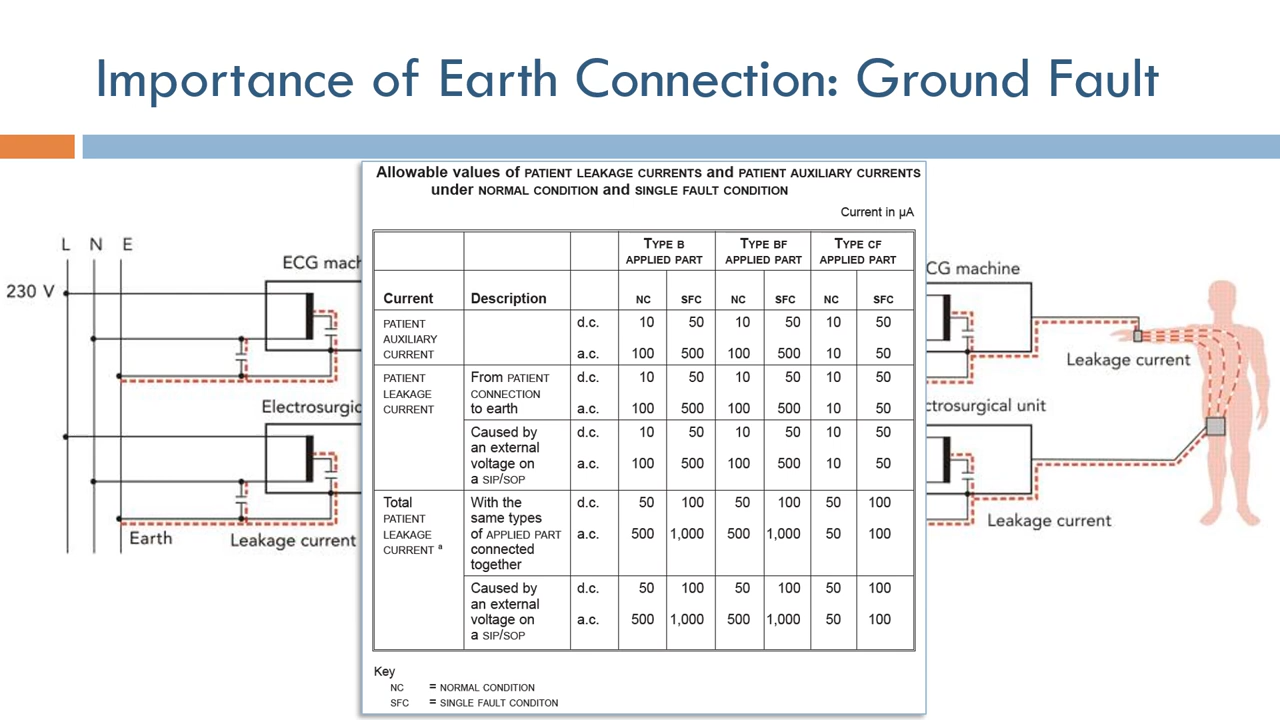 Importance of Earth Connection: Ground Fault
L N E
230 V
ECG mach
Electrosurgic
Earth
Leakage current
Allowable values of PATIENT LEAKAGE CURRENTS and PATIENT AUXILIARY CURRENTS
under NORMAL CONDITION and SINGLE FAULT CONDITION
Current in µA
TYPE B TYPE BF TYPE CF
APPLIED PART APPLIED PART APPLIED PART
Current Description NC SFC NC SFC NC SFC
PATIENT d.c. 10 50 10 50 10 50
AUXILIARY
CURRENT a.c. 100 500 100 500 10 50
PATIENT From PATIENT d.c. 10 50 10 50 10 50
LEAKAGE CONNECTION
CURRENT to earth a.c. 100 500 100 500 10 50
Caused by d.c. 10 50 10 50 10 50
an external
voltage on a.c. 100 500 100 500 10 50
a SIP/SOP
Total With the d.c. 50 100 50 100 50 100
PATIENT same types
LEAKAGE of APPLIED PART a.c. 500 1,000 500 1,000 50 100
CURRENT a connected
together
Caused by d.c. 50 100 50 100 50 100
an external
voltage on a.c. 500 1,000 500 1,000 50 100
a SIP/SOP
Key
NC = NORMAL CONDITION
SFC = SINGLE FAULT CONDITON
CG machine
Leakage current
ctrosurgical unit
Leakage current